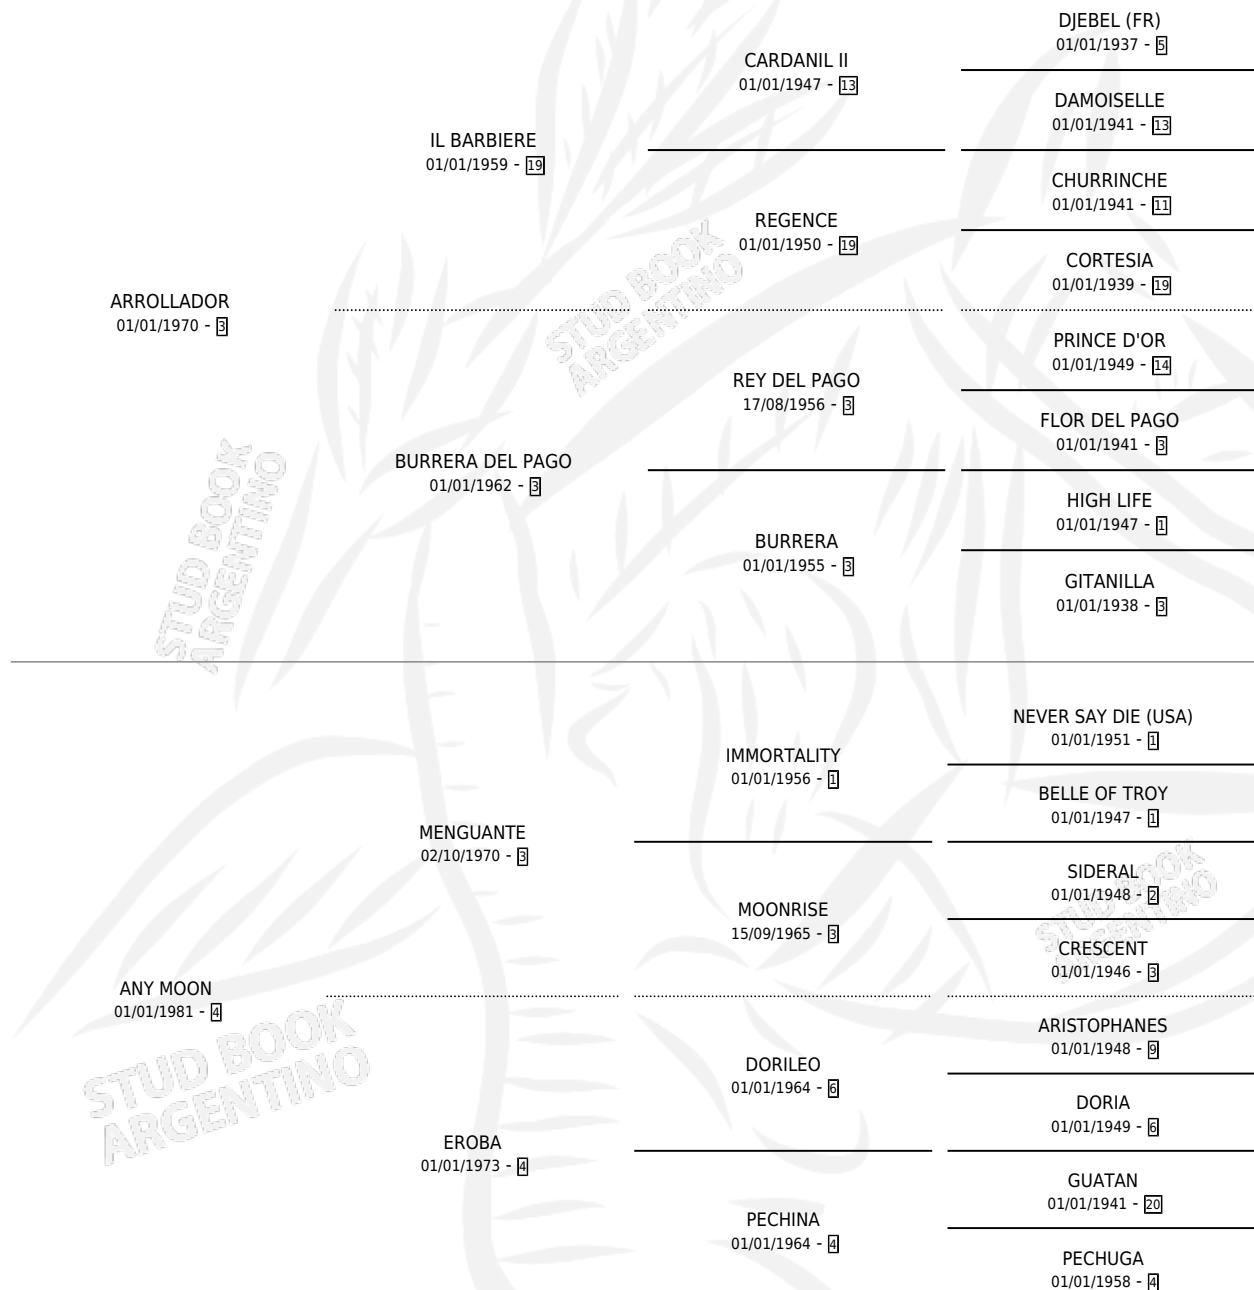 DJEBEL (FR)
01/01/1937 - 5
CARDANIL II
01/01/1947 - 13
DAMOISELLE
01/01/1941 - 13
IL BARBIERE
01/01/1959 - 19
CHURRINCHE
01/01/1941 - 11
REGENCE
01/01/1950 - 19
CORTESIA
01/01/1939 - 19
ARROLLADOR
01/01/1970 - 3
PRINCE D'OR
01/01/1949 - 14
REY DEL PAGO
17/08/1956 - 3
FLOR DEL PAGO
01/01/1941 - 3
BURRERA DEL PAGO
01/01/1962 - 3
HIGH LIFE
01/01/1947 - 1
BURRERA
01/01/1955 - 3
GITANILLA
01/01/1938 - 3
NEVER SAY DIE (USA)
01/01/1951 - 1
IMMORTALITY
01/01/1956 - 1
BELLE OF TROY
01/01/1947 - 1
MENGUANTE
02/10/1970 - 3
SIDERAL
01/01/1948 - 2
MOONRISE
15/09/1965 - 3
CRESCENT
01/01/1946 - 3
ANY MOON
01/01/1981 - 4
ARISTOPHANES
01/01/1948 - 9
DORILEO
01/01/1964 - 6
DORIA
01/01/1949 - 6
EROBA
01/01/1973 - 4
GUATAN
01/01/1941 - 20
PECHINA
01/01/1964 - 4
PECHUGA
01/01/1958 - 4
STUD BOOK
ARGENTINO
STUD BOOK
ARGENTINO
STUD BOOK
ARGENTINO
STUD BOOK
ARGENTINO